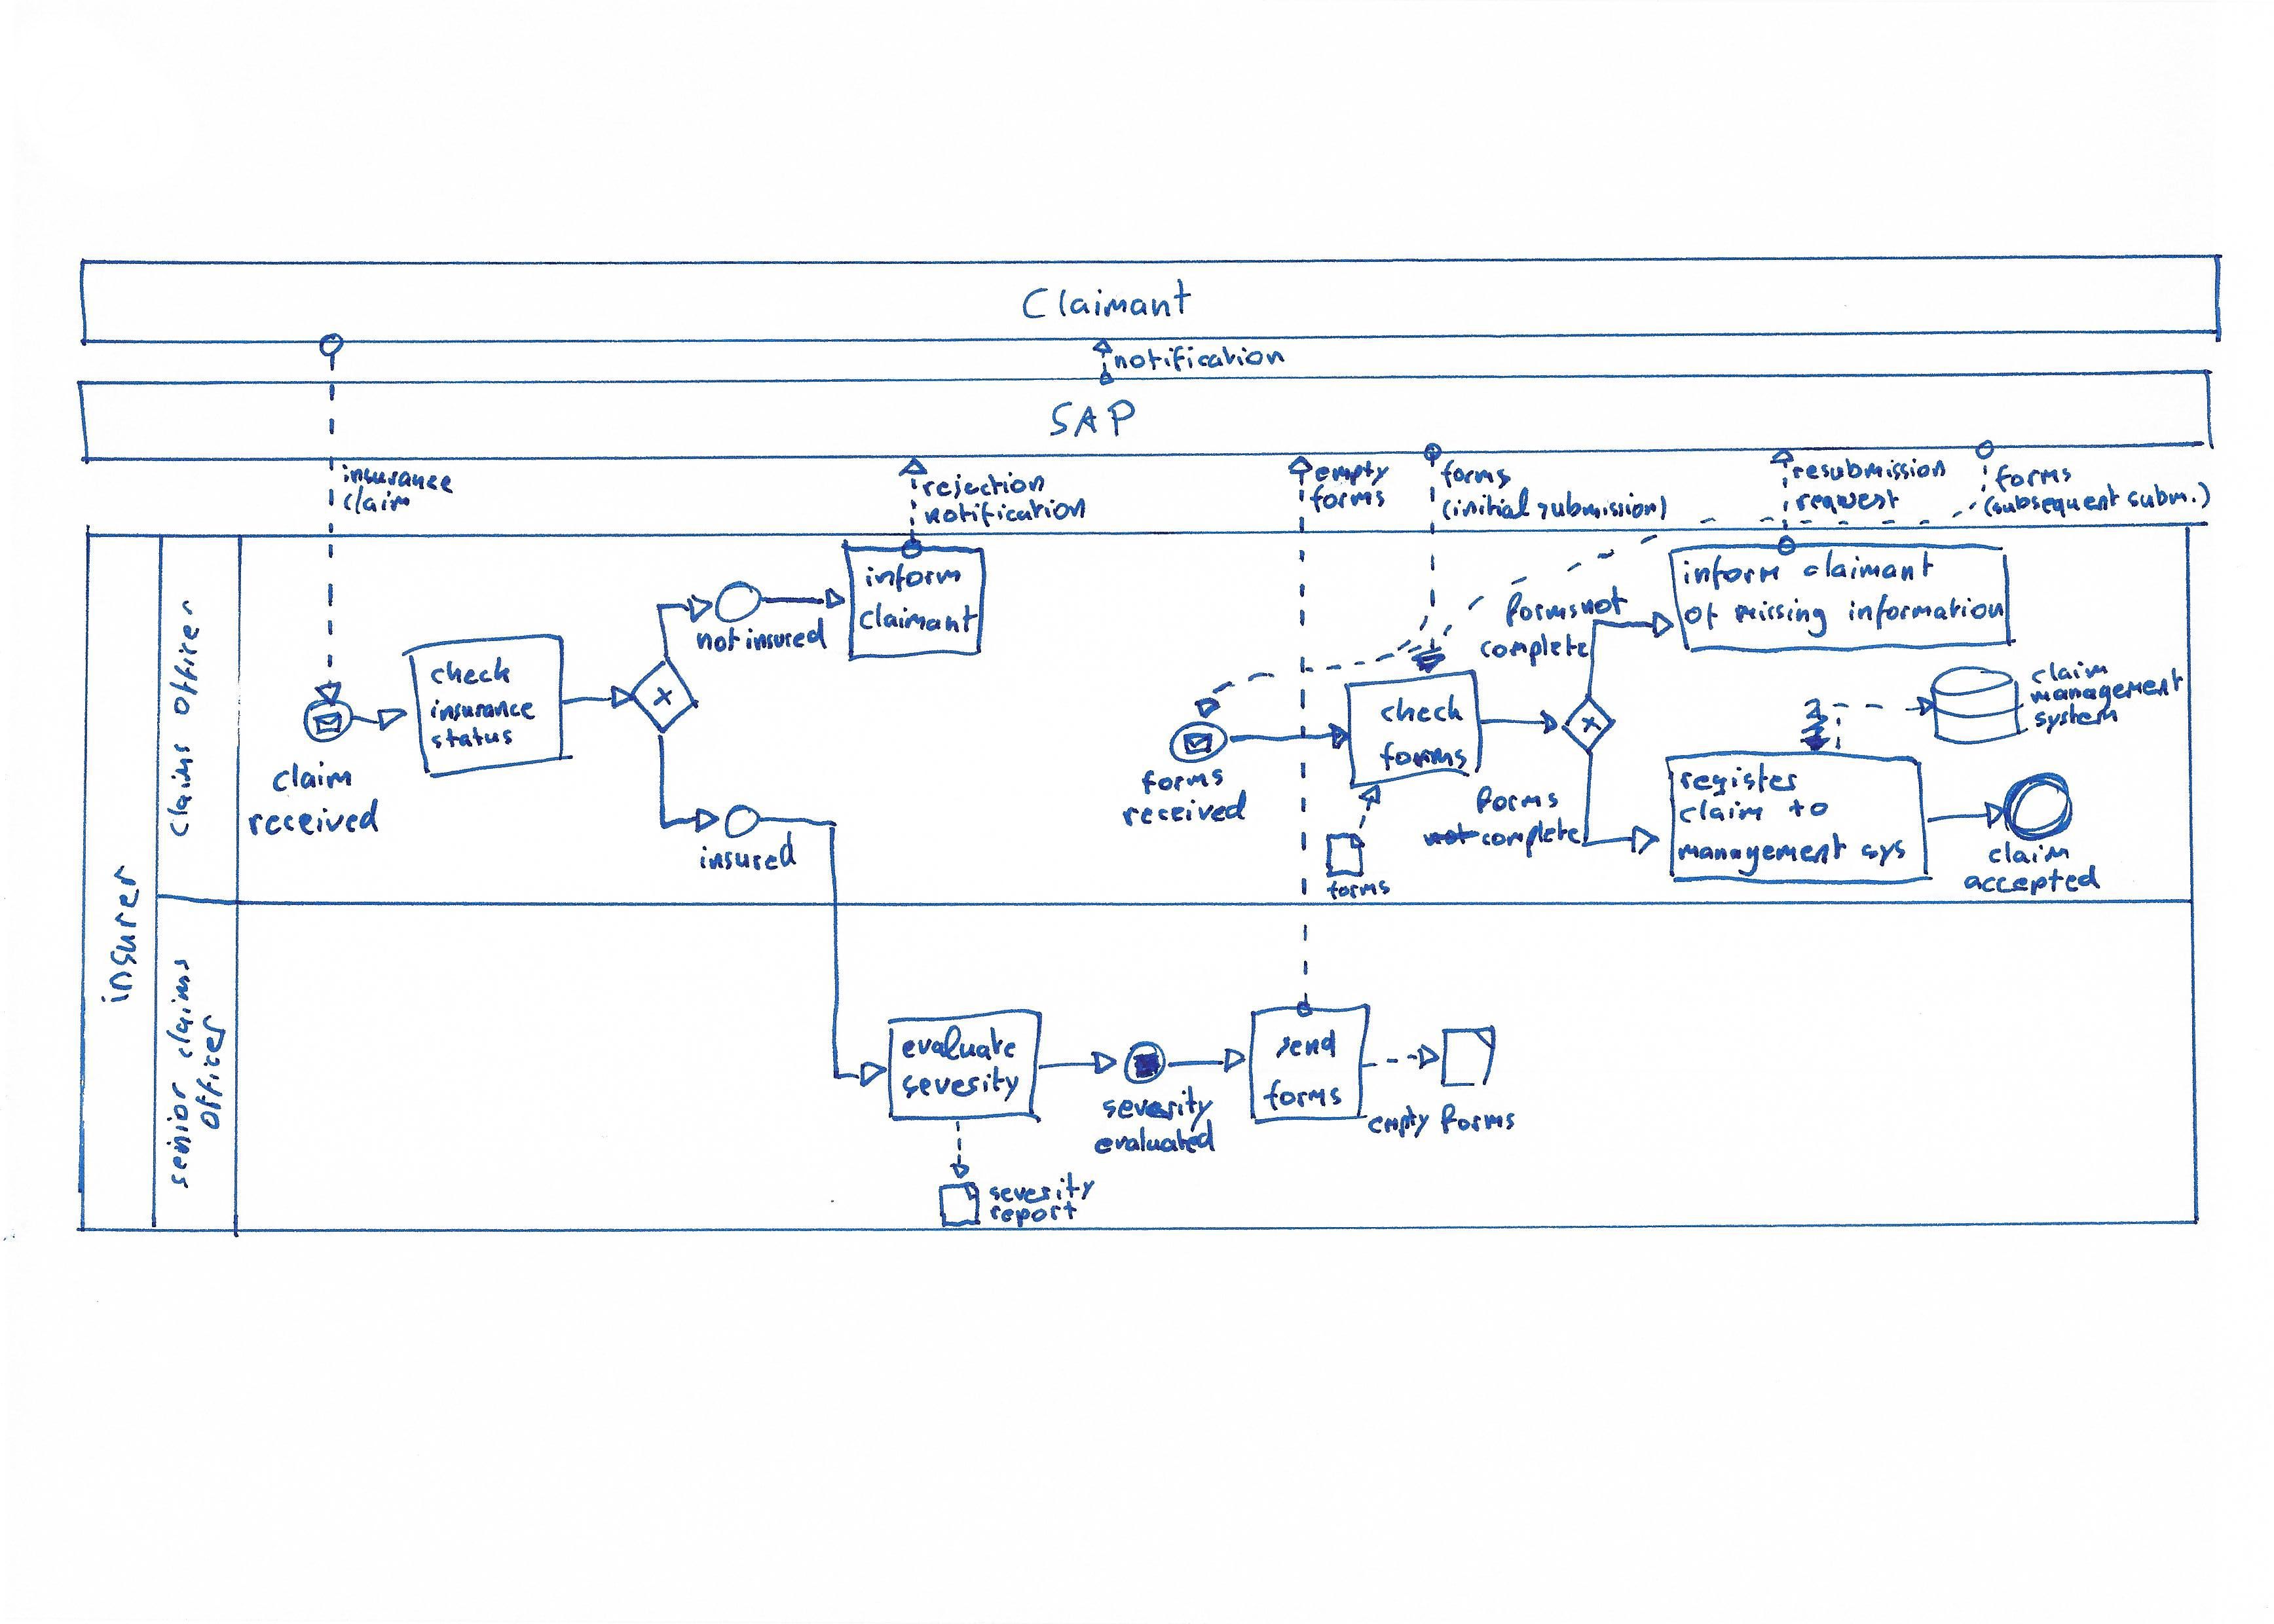 Claimant
notification
SAP
insurance
claim
rejection
notification
empty
forms
forms
(initial submission)
resubmission
request
forms
(subsequent subm.)
insurer
claims officer
senior claims
officer
claim
received
check
insurance
status
not insured
inform
claimant
insured
forms
received
check
forms
forms
forms not
complete
forms
not complete
inform claimant
of missing information
claim
management
system
register
claim to
management sys
claim
accepted
evaluate
severity
severity
report
severity
evaluated
send
forms
empty forms